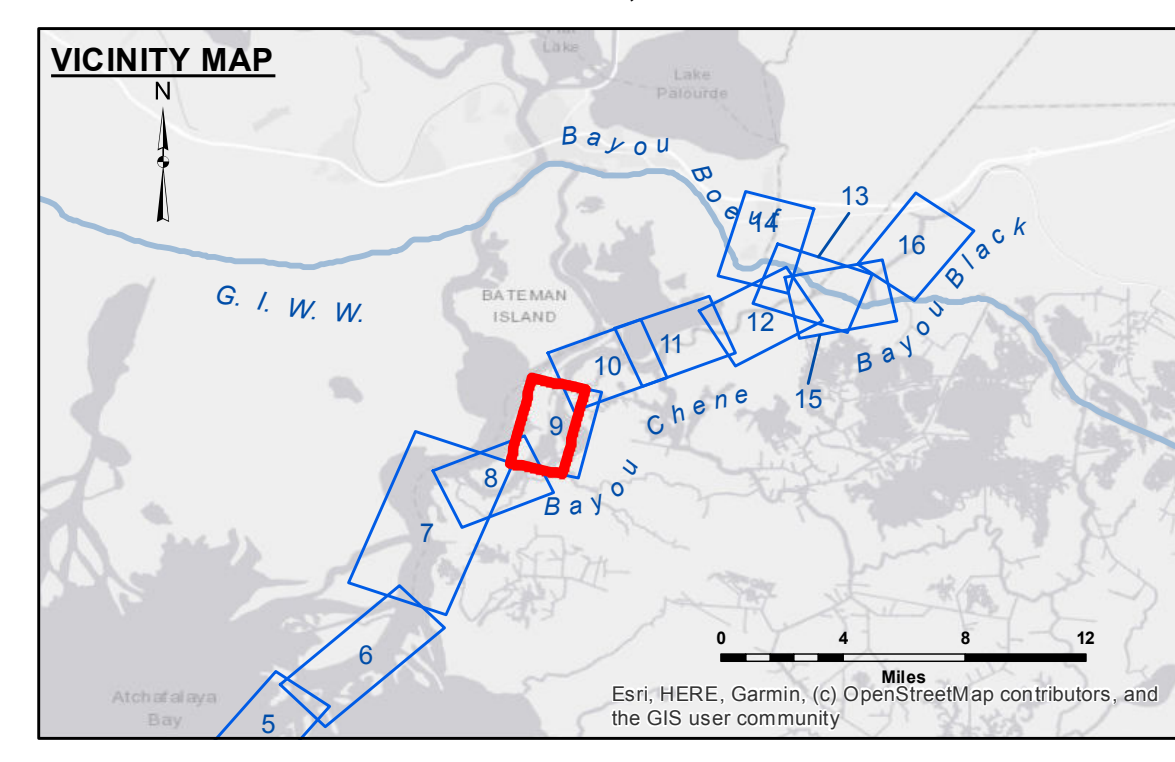 VICINITY MAP
N
Lake
Lake
Palourde
Bayou Boeuf
13
14
16
Bayou Black
G. I. W. W.
BATEMAN
ISLAND
12
11
10
15
Bayou Chene
9
8
7
6
5
Atchafalaya
Bay
0 4 8 12
Miles
Esri, HERE, Garmin, (c) OpenStreetMap contributors, and
the GIS user community